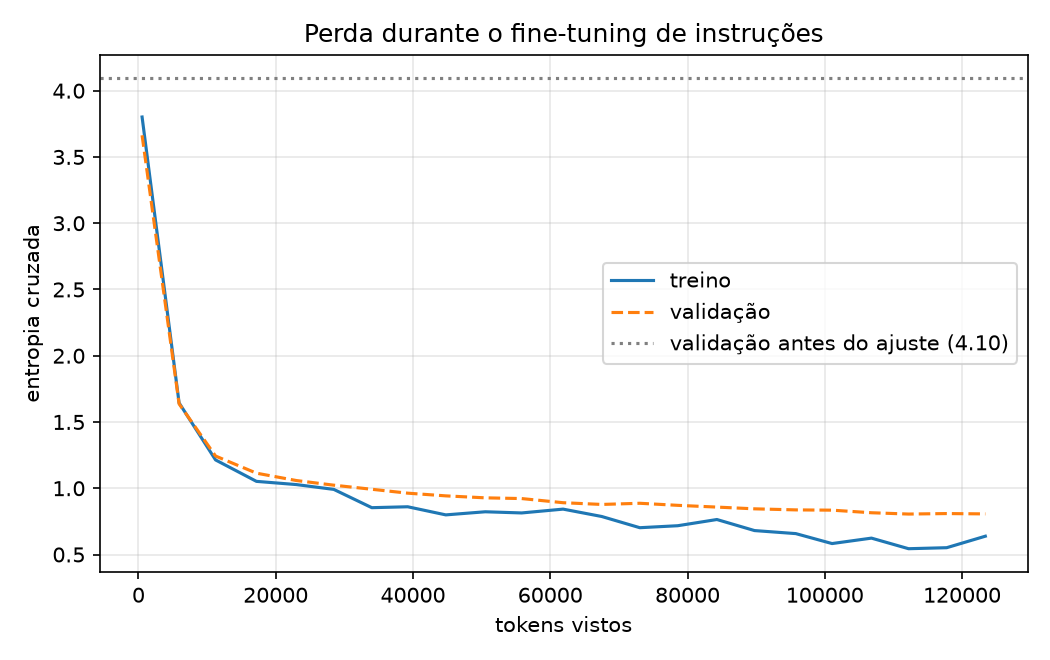 Perda durante o fine-tuning de instruções
entropia cruzada
4.0
3.5
3.0
2.5
2.0
1.5
1.0
0.5
treino
validação
validação antes do ajuste (4.10)
0 20000 40000 60000 80000 100000 120000
tokens vistos